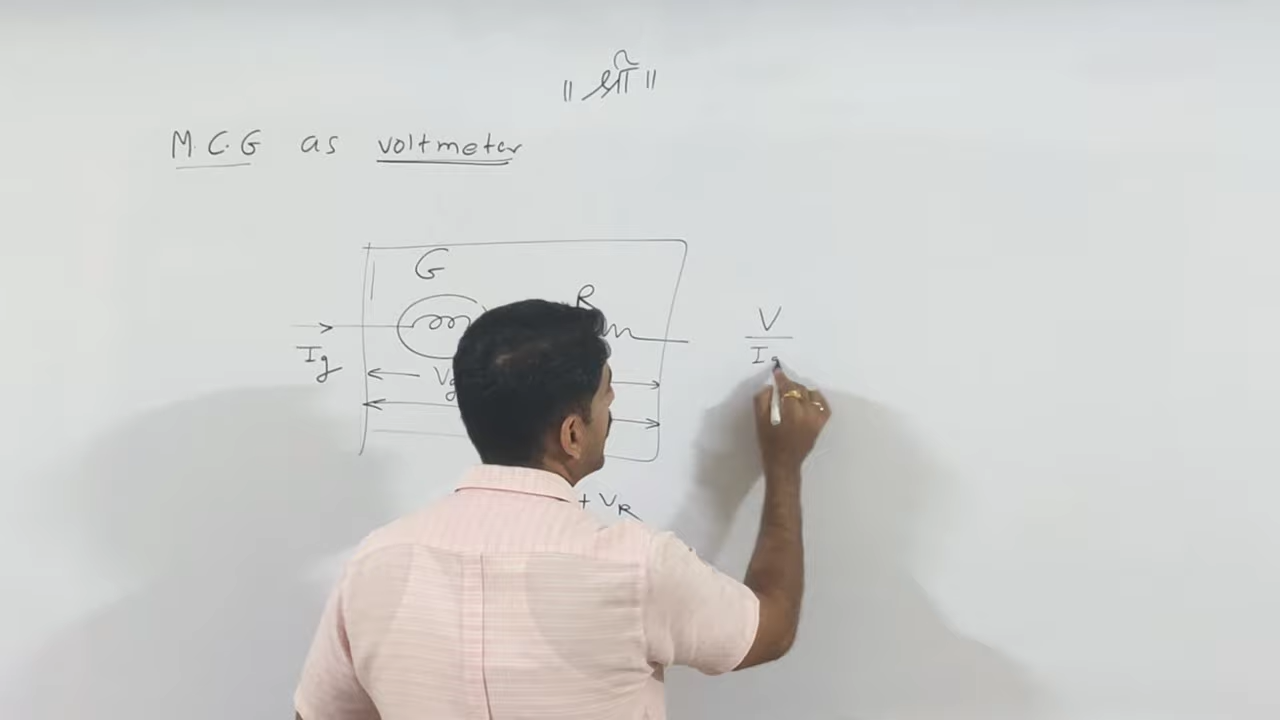 || श्री ||
M.C.G as voltmeter
G
R
Ig
V
Ig
+ VR